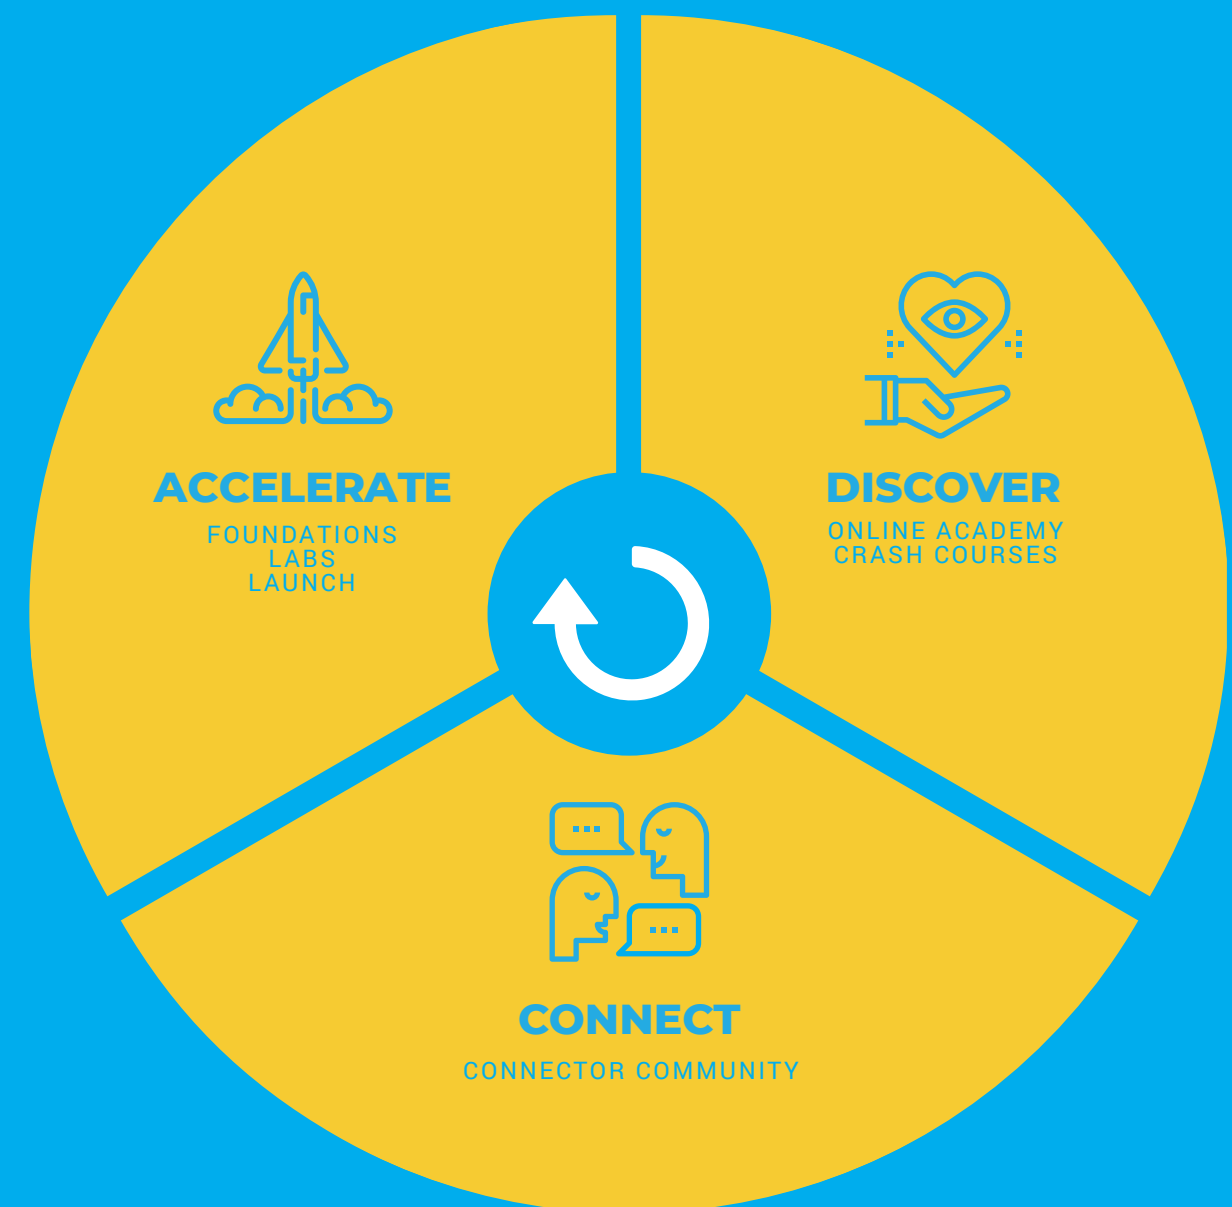 ACCELERATE
FOUNDATIONS
LABS
LAUNCH
DISCOVER
ONLINE ACADEMY
CRASH COURSES
CONNECT
CONNECTOR COMMUNITY